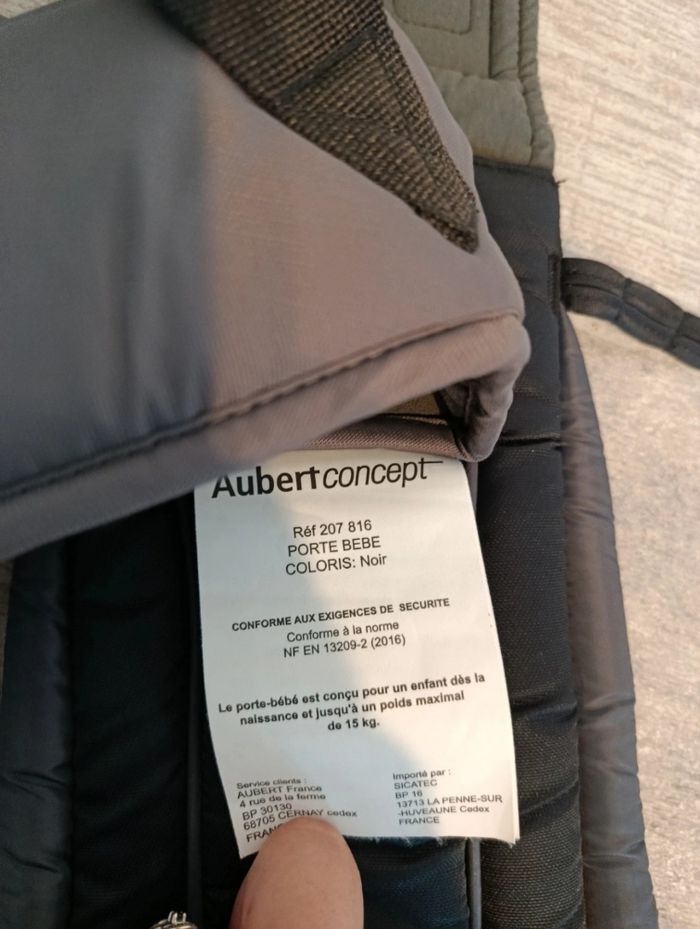 Aubert concept
Réf 207 816
PORTE BEBE
COLORIS: Noir
CONFORME AUX EXIGENCES DE SECURITE
Conforme à la norme
NF EN 13209-2 (2016)
Le porte-bébé est conçu pour un enfant dès la
naissance et jusqu'à un poids maximal
de 15 kg.
Service clients :
AUBERT France
4 rue de la ferme
BP 30130
68705 CERNAY cedex
Importé par :
SICATEC
BP 16
13713 LA PENNE-SUR
-HUVEAUNE Cedex
FRANCE